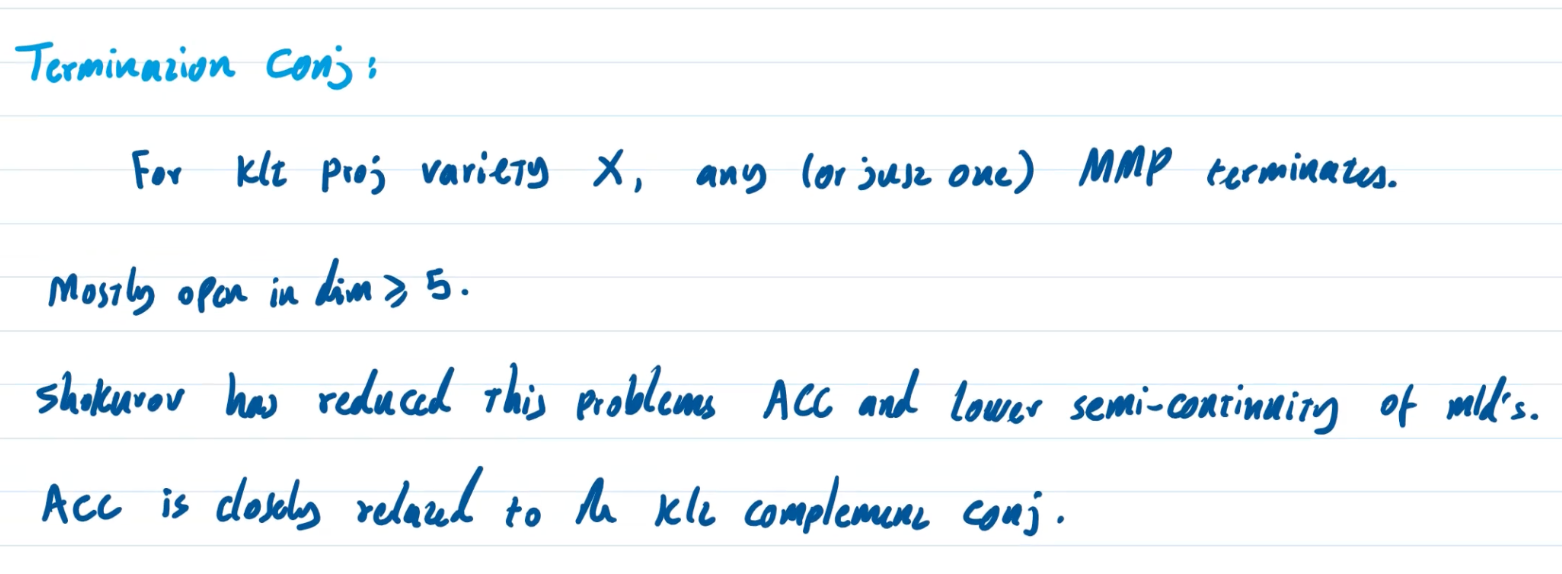 Termination Conj:
For klt proj variety X, any (or just one) MMP terminates.
Mostly open in dim ⩾ 5.
Shokurov has reduced this problems ACC and lower semi-continuity of mld's.
ACC is closely related to the klt complement conj.